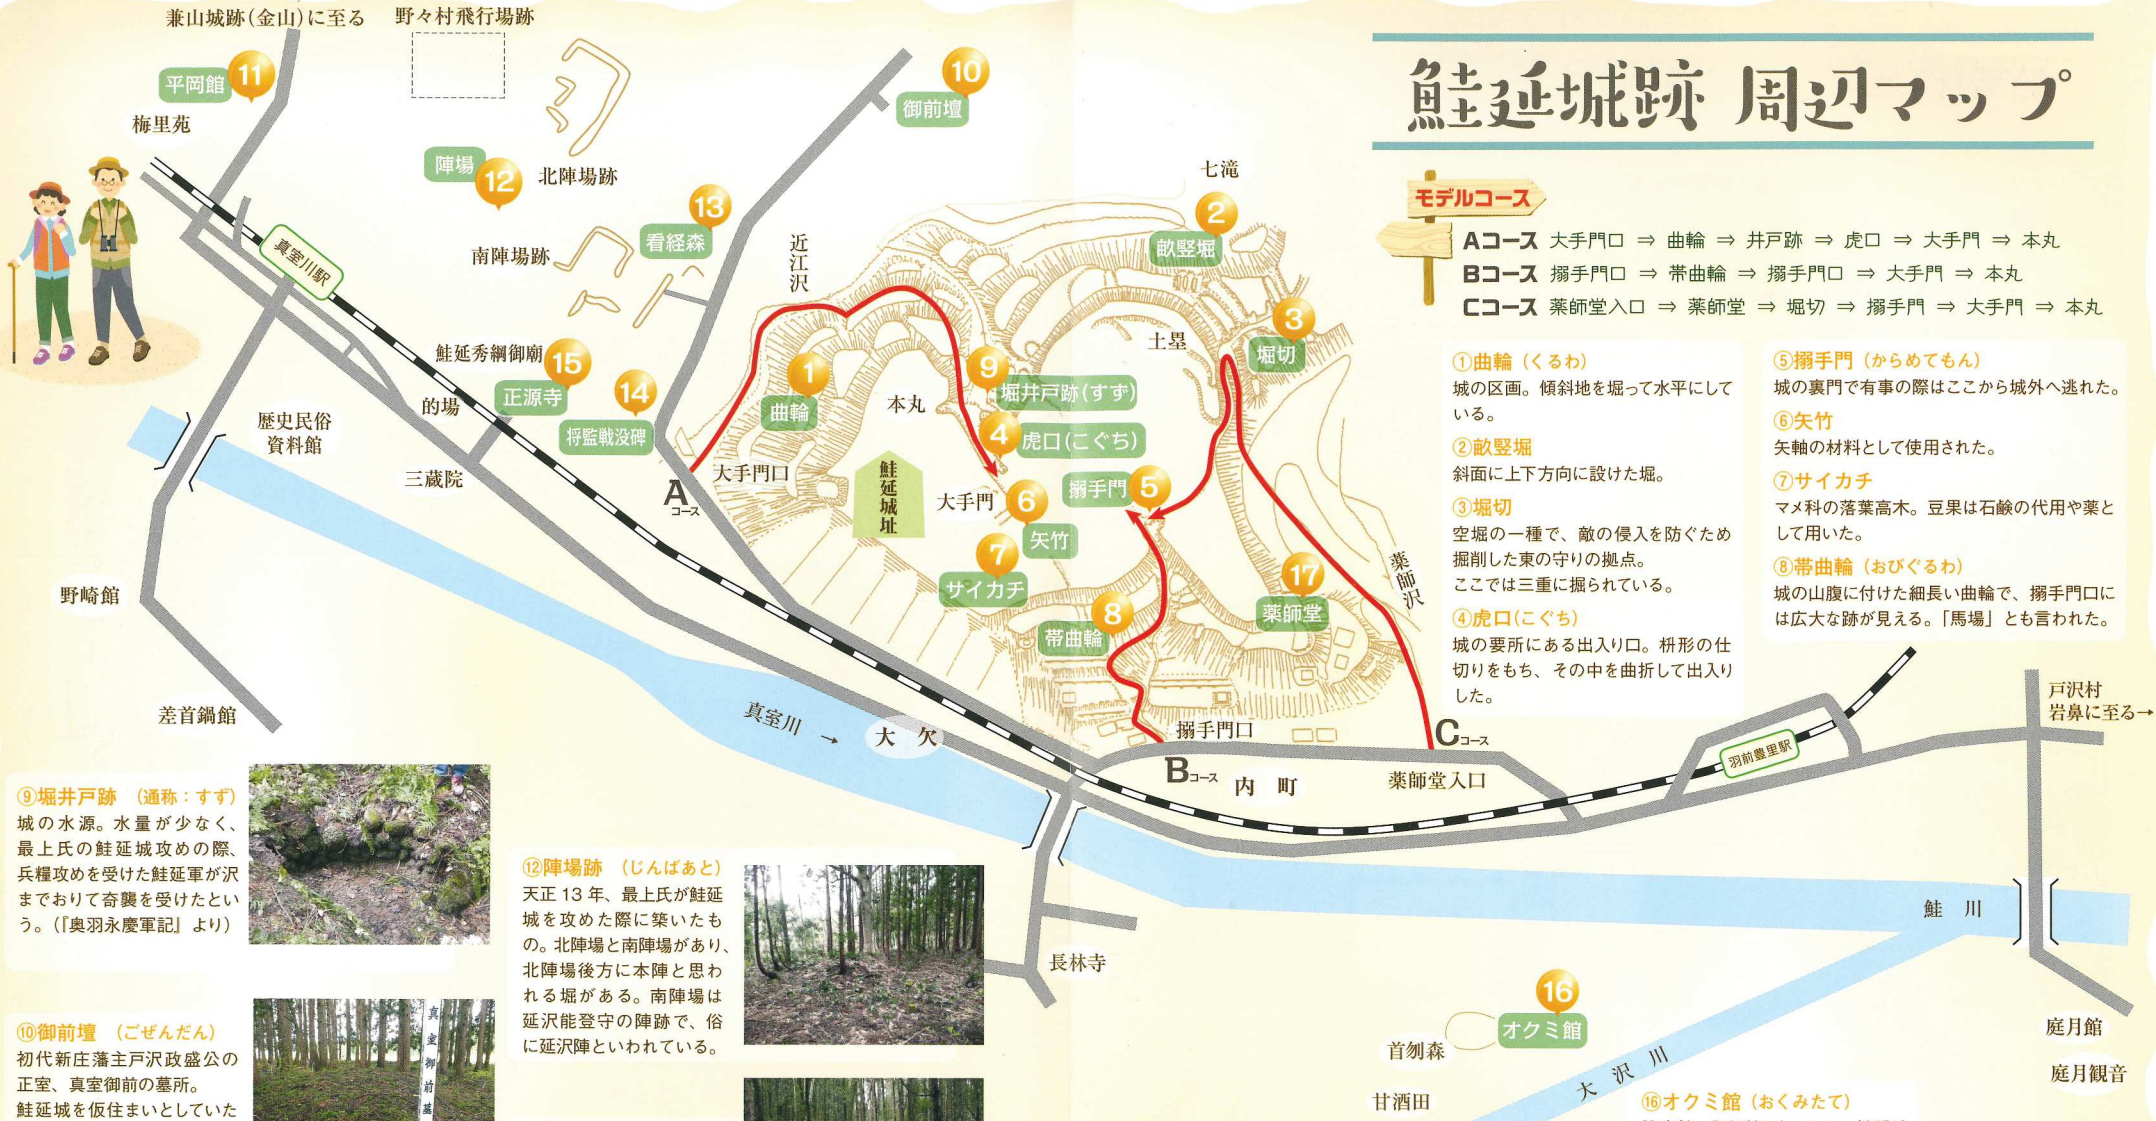 鮭延城跡 周辺マップ
モデルコース
Aコース 大手門口 ⇒ 曲輪 ⇒ 井戸跡 ⇒ 虎口 ⇒ 大手門 ⇒ 本丸
Bコース 搦手門口 ⇒ 帯曲輪 ⇒ 搦手門口 ⇒ 大手門 ⇒ 本丸
Cコース 薬師堂入口 ⇒ 薬師堂 ⇒ 堀切 ⇒ 搦手門 ⇒ 大手門 ⇒ 本丸
①曲輪（くるわ）
城の区画。傾斜地を堀って水平にして
いる。
②畝竪堀
斜面に上下方向に設けた堀。
③堀切
空堀の一種で、敵の侵入を防ぐため
掘削した東の守りの拠点。
ここでは三重に掘られている。
④虎口(こぐち)
城の要所にある出入り口。枡形の仕
切りをもち、その中を曲折して出入り
した。
⑤搦手門（からめてもん）
城の裏門で有事の際はここから城外へ逃れた。
⑥矢竹
矢軸の材料として使用された。
⑦サイカチ
マメ科の落葉高木。豆果は石鹸の代用や薬と
して用いた。
⑧帯曲輪（おびぐるわ）
城の山腹に付けた細長い曲輪で、搦手門口に
は広大な跡が見える。「馬場」とも言われた。
兼山城跡(金山)に至る
野々村飛行場跡
11
平岡館
梅里苑
陣場
12
北陣場跡
13
看経森
南陣場跡
10
御前壇
真室川駅
近江沢
七滝
2
畝竪堀
3
堀切
土塁
1
曲輪
本丸
9
堀井戸跡(すず)
4
虎口(こぐち)
鮭延秀綱御廟
15
正源寺
14
将監戦没碑
的場
歴史民俗
資料館
三蔵院
大手門口
Aコース
鮭延城址
大手門
6
矢竹
搦手門
5
7
サイカチ
8
帯曲輪
17
薬師堂
薬師沢
野崎館
差首鍋館
真室川 →
大欠
搦手門口
Bコース
内町
Cコース
薬師堂入口
羽前豊里駅
戸沢村
岩鼻に至る→
鮭川
長林寺
16
オクミ館
首刎森
大沢川
甘酒田
庭月館
庭月観音
⑨堀井戸跡 （通称：すず）
城の水源。水量が少なく、
最上氏の鮭延城攻めの際、
兵糧攻めを受けた鮭延軍が沢
までおりて奇襲を受けたとい
う。(『奥羽永慶軍記』より）
⑩御前壇 （ごぜんだん）
初代新庄藩主戸沢政盛公の
正室、真室御前の墓所。
鮭延城を仮住まいとしていた
真室御前墓
⑫陣場跡 （じんばあと）
天正13年、最上氏が鮭延
城を攻めた際に築いたも
の。北陣場と南陣場があり、
北陣場後方に本陣と思わ
れる堀がある。南陣場は
延沢能登守の陣跡で、俗
に延沢陣といわれている。
⑯オクミ館（おくみたて）